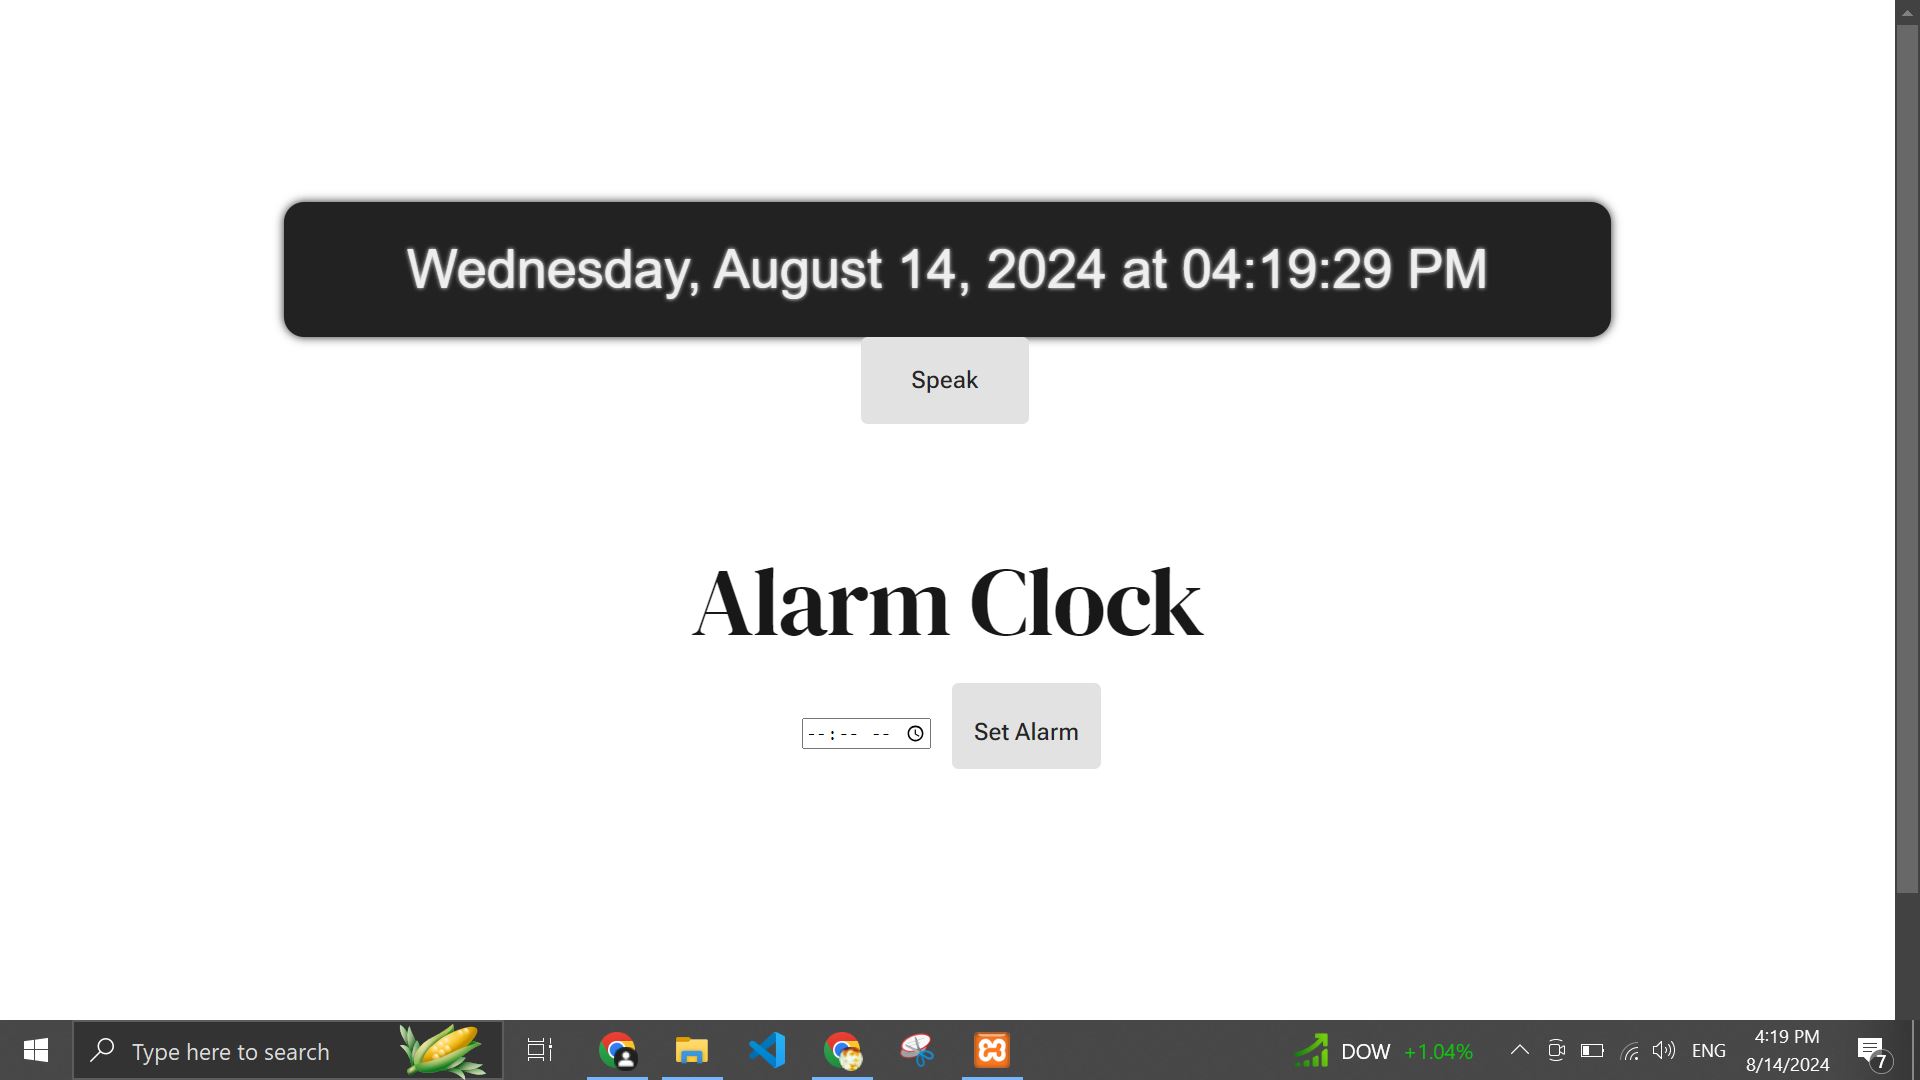 Wednesday, August 14, 2024 at 04:19:29 PM
Speak
Alarm Clock
--:-- --
Set Alarm
Type here to search
DOW +1.04%
ENG
4:19 PM
8/14/2024
7